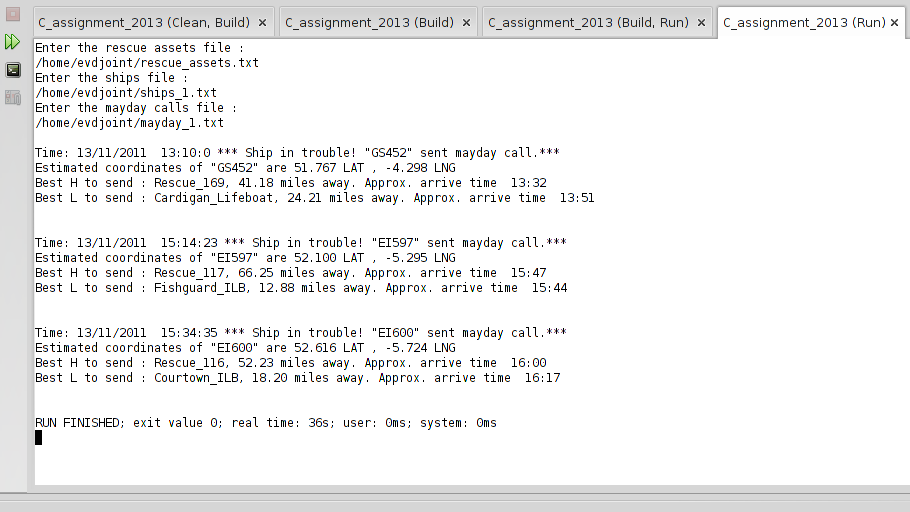 C_assignment_2013 (Clean, Build) × C_assignment_2013 (Build) × C_assignment_2013 (Build, Run) × C_assignment_2013 (Run) ×
Enter the rescue assets file :
/home/evdjoint/rescue_assets.txt
Enter the ships file :
/home/evdjoint/ships_1.txt
Enter the mayday calls file :
/home/evdjoint/mayday_1.txt
Time: 13/11/2011  13:10:0 *** Ship in trouble! "GS452" sent mayday call.***
Estimated coordinates of "GS452" are 51.767 LAT , -4.298 LNG
Best H to send : Rescue_169, 41.18 miles away. Approx. arrive time  13:32
Best L to send : Cardigan_Lifeboat, 24.21 miles away. Approx. arrive time  13:51
Time: 13/11/2011  15:14:23 *** Ship in trouble! "EI597" sent mayday call.***
Estimated coordinates of "EI597" are 52.100 LAT , -5.295 LNG
Best H to send : Rescue_117, 66.25 miles away. Approx. arrive time  15:47
Best L to send : Fishguard_ILB, 12.88 miles away. Approx. arrive time  15:44
Time: 13/11/2011  15:34:35 *** Ship in trouble! "EI600" sent mayday call.***
Estimated coordinates of "EI600" are 52.616 LAT , -5.724 LNG
Best H to send : Rescue_116, 52.23 miles away. Approx. arrive time  16:00
Best L to send : Courtown_ILB, 18.20 miles away. Approx. arrive time  16:17
RUN FINISHED; exit value 0; real time: 36s; user: 0ms; system: 0ms